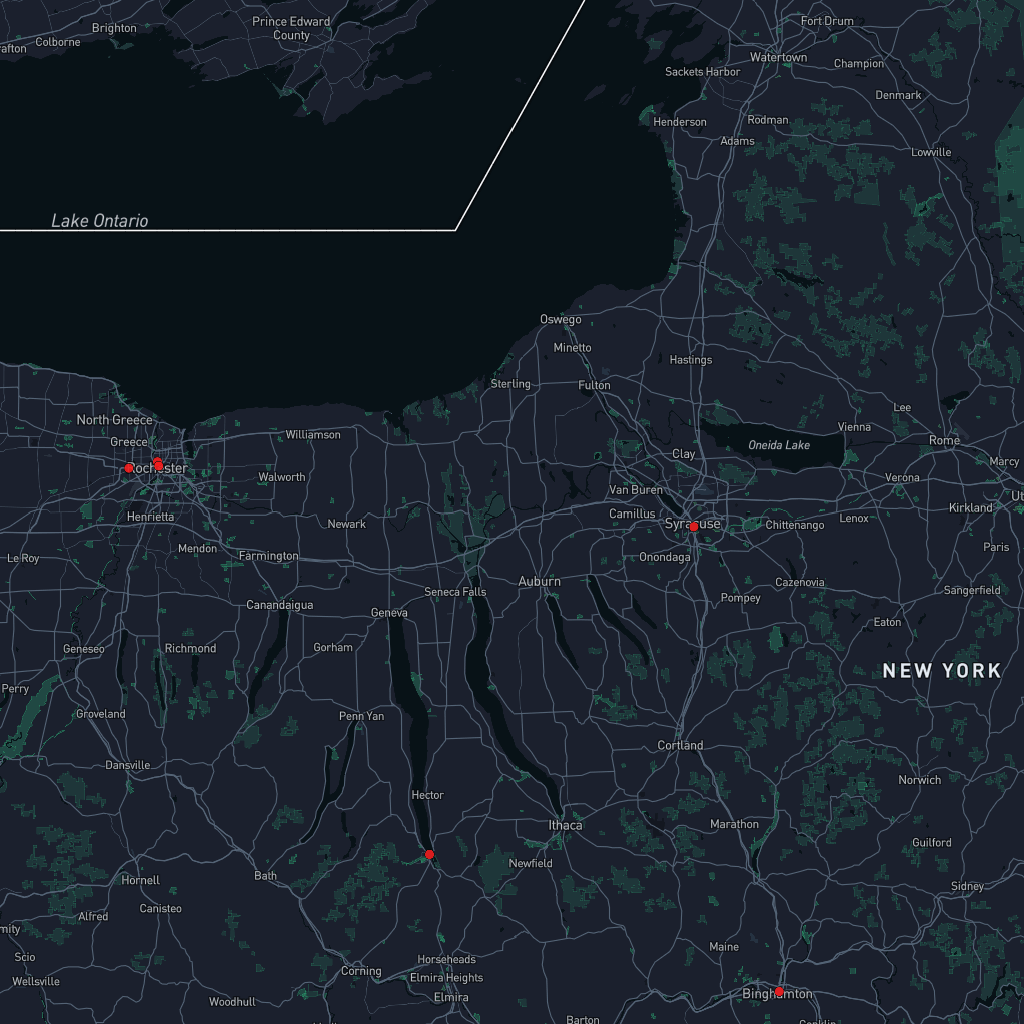 Fort Drum
Prince Edward
County
Brighton
Colborne
rafton
Watertown
Champion
Sackets Harbor
Denmark
Henderson
Rodman
Adams
Lowville
Lake Ontario
Oswego
Minetto
Hastings
Sterling
Fulton
Lee
North Greece
Vienna
Williamson
Greece
Rome
Oneida Lake
Clay
Marcy
Rochester
Walworth
Verona
Van Buren
Ut
Kirkland
Camillus
Henrietta
Lenox
Newark
Syracuse
Chittenango
Mendon
Paris
Farmington
Onondaga
Le Roy
Auburn
Cazenovia
Seneca Falls
Sangerfield
Pompey
Canandaigua
Geneva
Eaton
Geneseo
Richmond
Gorham
NEW YORK
Perry
Groveland
Penn Yan
Cortland
Dansville
Norwich
Hector
Marathon
Ithaca
Guilford
Newfield
Bath
Hornell
Sidney
Canisteo
Alfred
mity
Maine
Scio
Horseheads
Corning
Elmira Heights
Wellsville
Binghamton
Elmira
Woodhull
Barton
Conklin